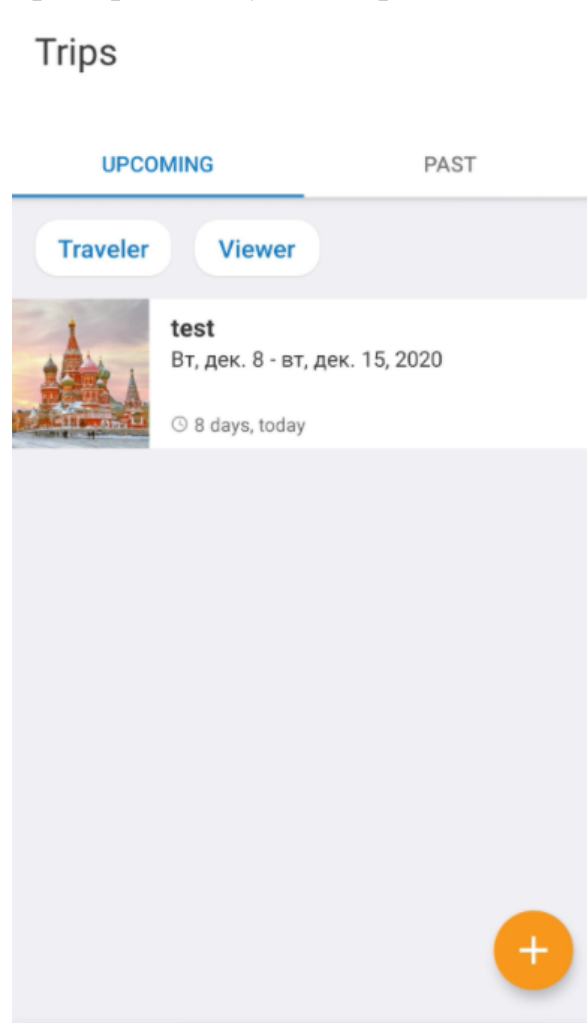 Trips
UPCOMING PAST
Traveler Viewer
test
Вт, дек. 8 - вт, дек. 15, 2020
8 days, today
+